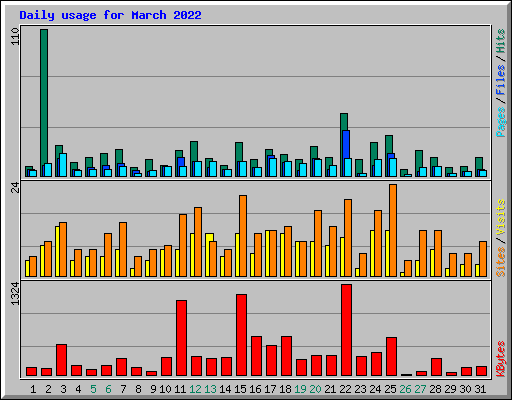 Daily usage for March 2022
110
Pages / Files / Hits
24
Sites / Visits
1324
KBytes
1 2 3 4 5 6 7 8 9 10 11 12 13 14 15 16 17 18 19 20 21 22 23 24 25 26 27 28 29 30 31